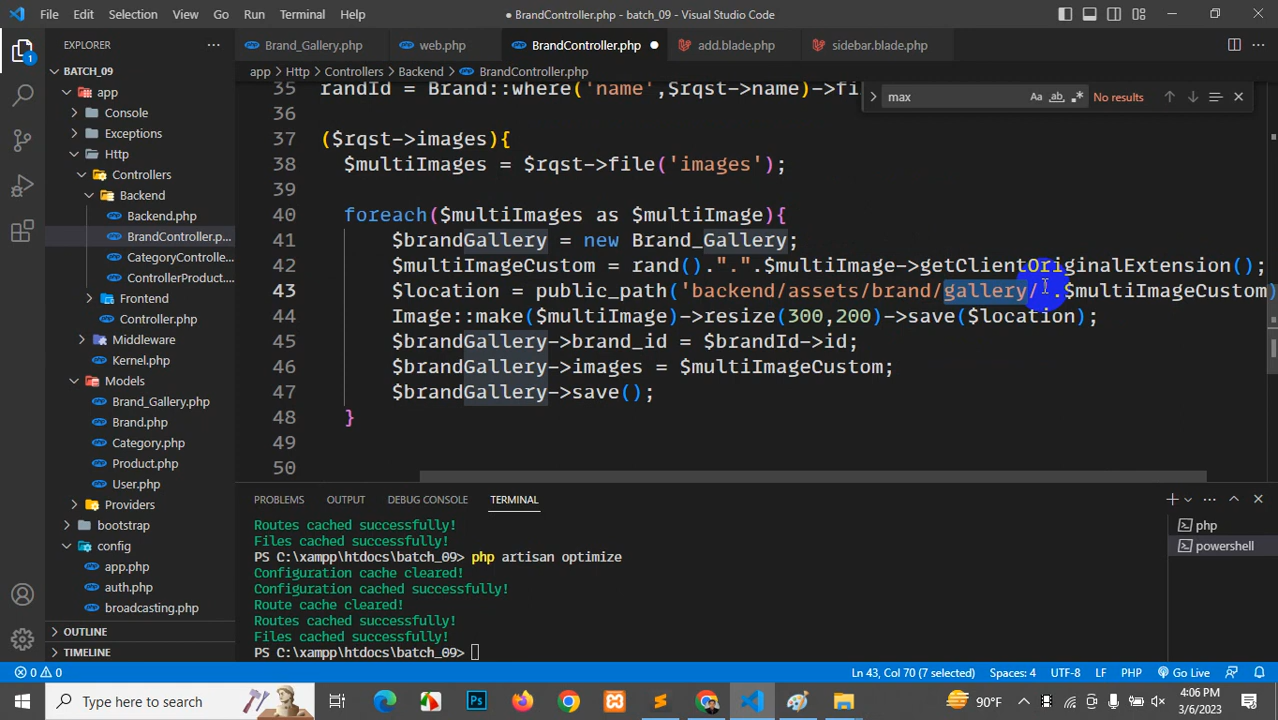 File Edit Selection View Go Run Terminal Help
● BrandController.php - batch_09 - Visual Studio Code
EXPLORER
Brand_Gallery.php
web.php
BrandController.php
add.blade.php
sidebar.blade.php
app > Http > Controllers > Backend > BrandController.php
BATCH_09
app
Console
Exceptions
Http
Controllers
Backend
Backend.php
BrandController.p...
CategoryControlle...
ControllerProduct...
Frontend
Controller.php
Middleware
Kernel.php
Models
Brand_Gallery.php
Brand.php
Category.php
Product.php
User.php
Providers
bootstrap
config
app.php
auth.php
broadcasting.php
OUTLINE
TIMELINE
max
Aa ab .* No results
35 randId = Brand::where('name',$rqst->name)->fi
36
37 ($rqst->images){
38 $multiImages = $rqst->file('images');
39
40 foreach($multiImages as $multiImage){
41 $brandGallery = new Brand_Gallery;
42 $multiImageCustom = rand().".".$multiImage->getClientOriginalExtension();
43 $location = public_path('backend/assets/brand/gallery/'.$multiImageCustom)
44 Image::make($multiImage)->resize(300,200)->save($location);
45 $brandGallery->brand_id = $brandId->id;
46 $brandGallery->images = $multiImageCustom;
47 $brandGallery->save();
48 }
49
50
PROBLEMS OUTPUT DEBUG CONSOLE TERMINAL
Routes cached successfully!
Files cached successfully!
PS C:\xampp\htdocs\batch_09> php artisan optimize
Configuration cache cleared!
Configuration cached successfully!
Route cache cleared!
Routes cached successfully!
Files cached successfully!
PS C:\xampp\htdocs\batch_09>
php
powershell
0 0 Ln 43, Col 70 (7 selected) Spaces: 4 UTF-8 LF PHP Go Live
Type here to search
Ps
90°F
4:06 PM
3/6/2023
1